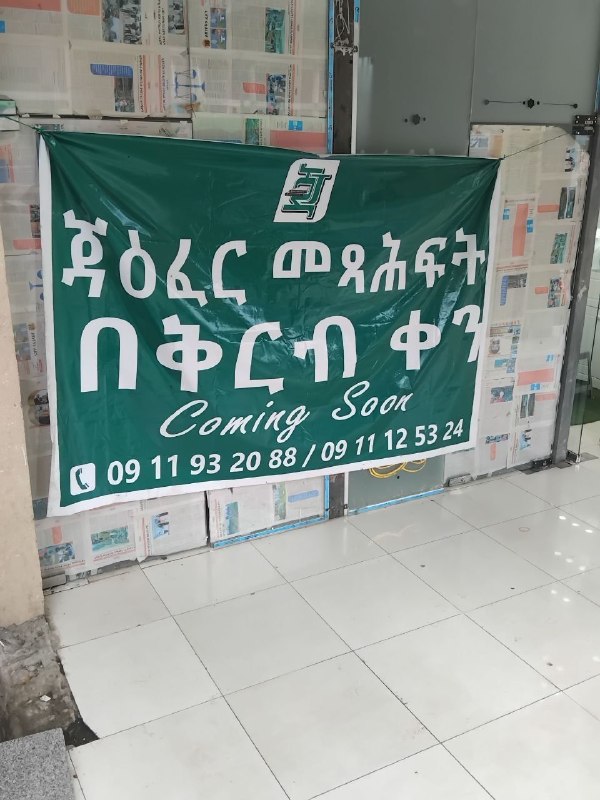 ጃዕፈር መጻሕፍት
በቅርብ ቀን
Coming Soon
09 11 93 20 88 / 09 11 12 53 24